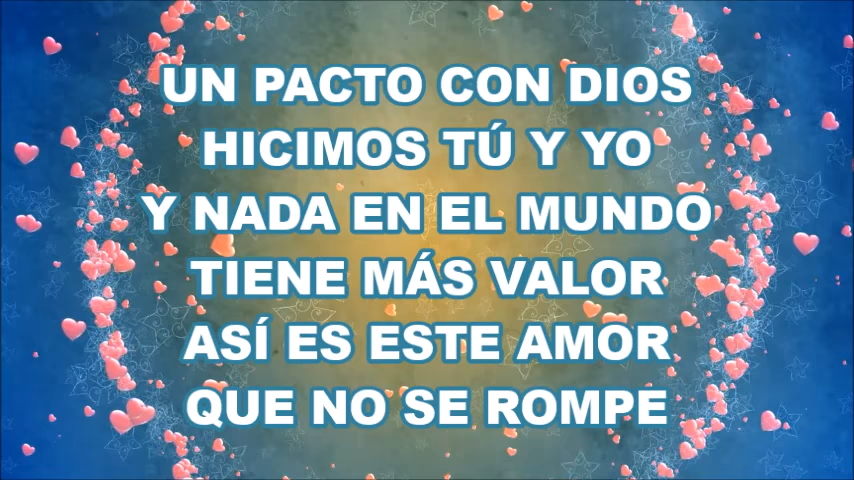 UN PACTO CON DIOS
HICIMOS TÚ Y YO
Y NADA EN EL MUNDO
TIENE MÁS VALOR
ASÍ ES ESTE AMOR
QUE NO SE ROMPE